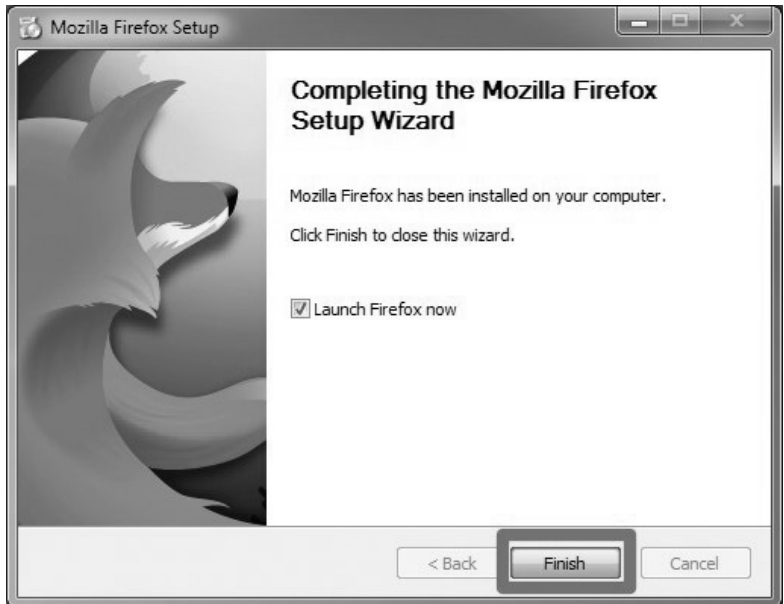 Mozilla Firefox Setup
Completing the Mozilla Firefox
Setup Wizard
Mozilla Firefox has been installed on your computer.
Click Finish to close this wizard.
Launch Firefox now
< Back
Finish
Cancel